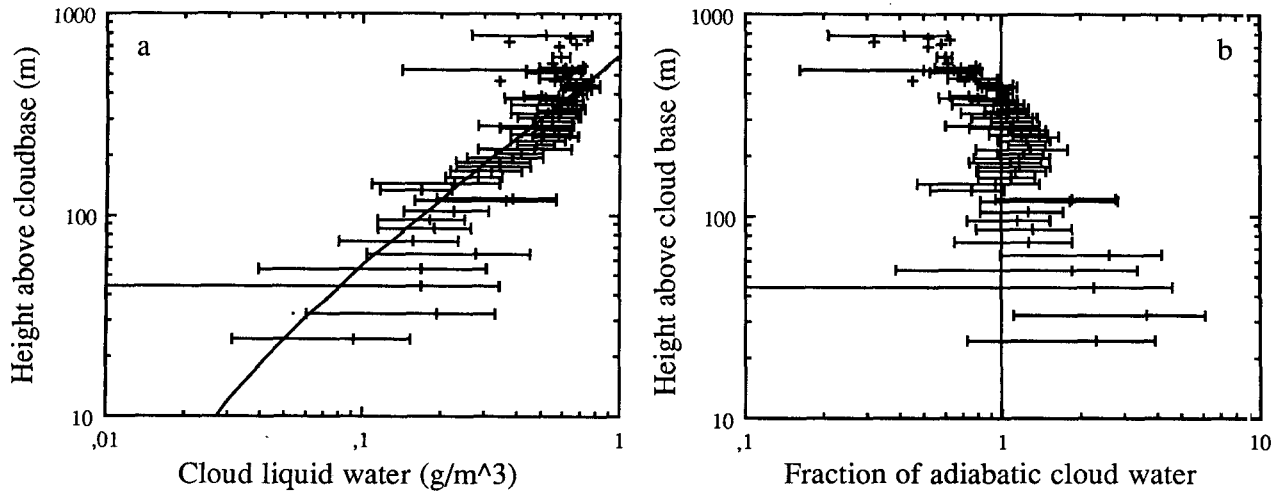 1000
a
100
10
,01
,1
1
Height above cloudbase (m)
Cloud liquid water (g/m^3)
1000
b
100
10
,1
1
10
Height above cloud base (m)
Fraction of adiabatic cloud water